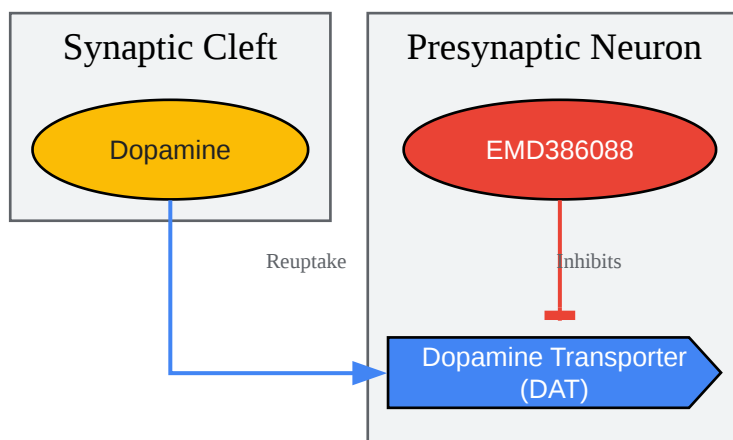 Synaptic Cleft
Presynaptic Neuron
Dopamine
EMD386088
Reuptake
Inhibits
Dopamine Transporter
(DAT)